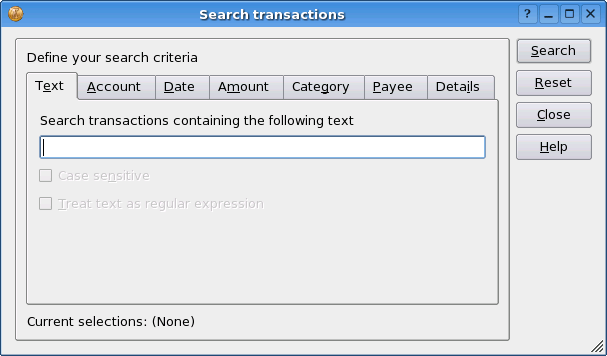 Search transactions
?
Define your search criteria
Search
Text Account Date Amount Category Payee Details
Reset
Search transactions containing the following text
Close
Help
Case sensitive
Treat text as regular expression
Current selections: (None)